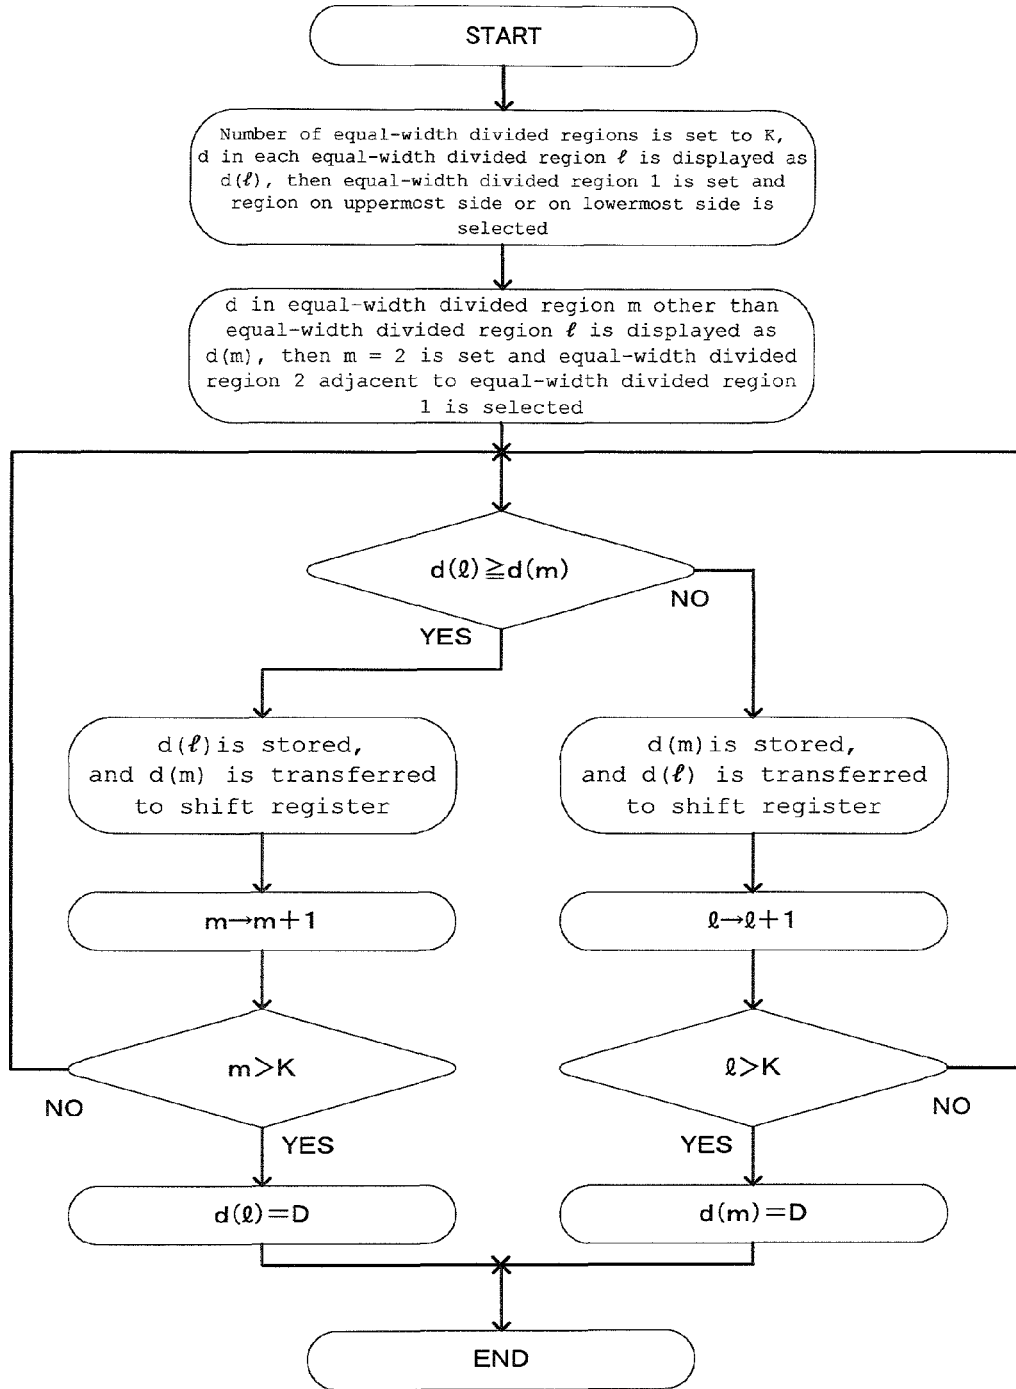 START
Number of equal-width divided regions is set to K,
d in each equal-width divided region ℓ is displayed as
d(ℓ), then equal-width divided region 1 is set and
region on uppermost side or on lowermost side is
selected
d in equal-width divided region m other than
equal-width divided region ℓ is displayed as
d(m), then m = 2 is set and equal-width divided
region 2 adjacent to equal-width divided region
1 is selected
d(ℓ)≧d(m)
NO
YES
d(ℓ) is stored,
and d(m) is transferred
to shift register
d(m) is stored,
and d(ℓ) is transferred
to shift register
m→m+1
ℓ→ℓ+1
m>K
ℓ>K
NO
YES
YES
NO
d(ℓ)=D
d(m)=D
END